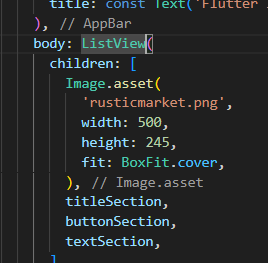 title: const Text('Flutter
), // AppBar
body: ListView(
children: [
Image.asset(
'rusticmarket.png',
width: 500,
height: 245,
fit: BoxFit.cover,
), // Image.asset
titleSection,
buttonSection,
textSection,
]